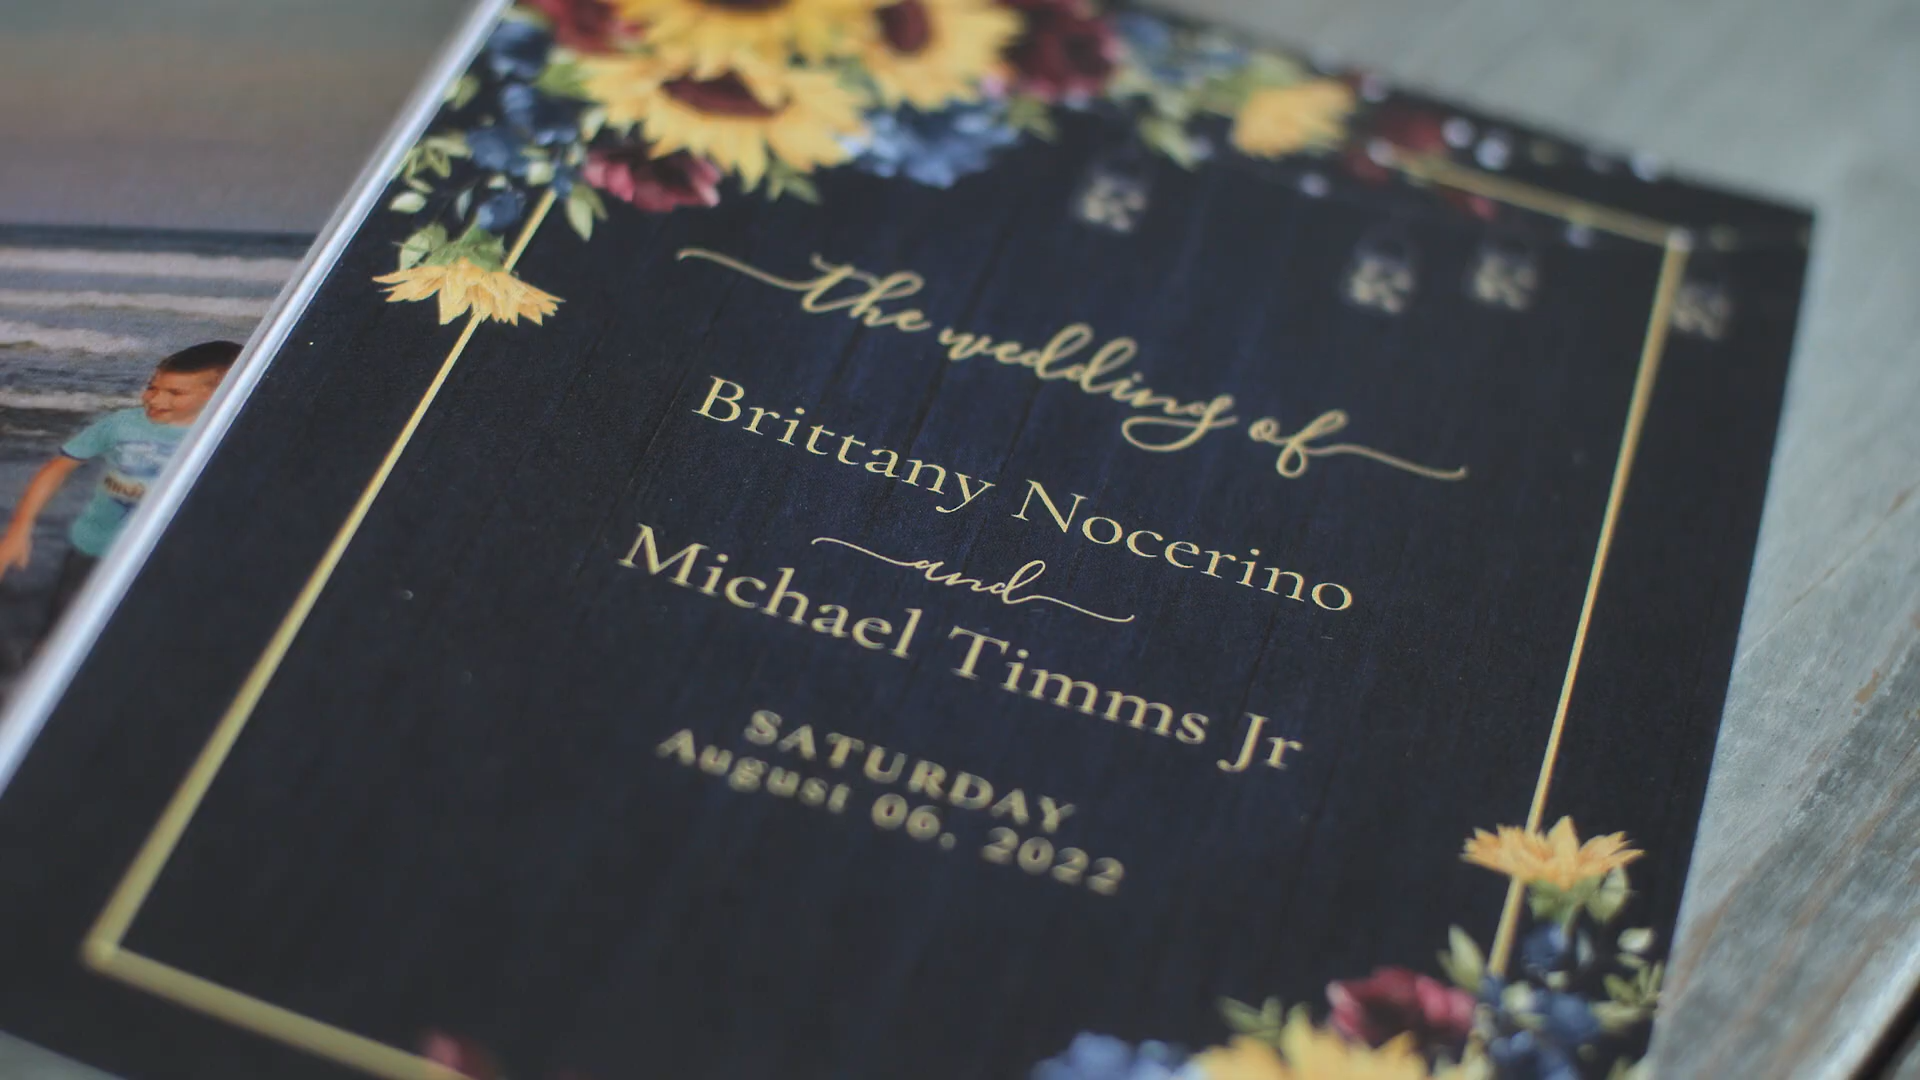 the wedding of
Brittany Nocerino
and
Michael Timms Jr
SATURDAY
August 06, 2022